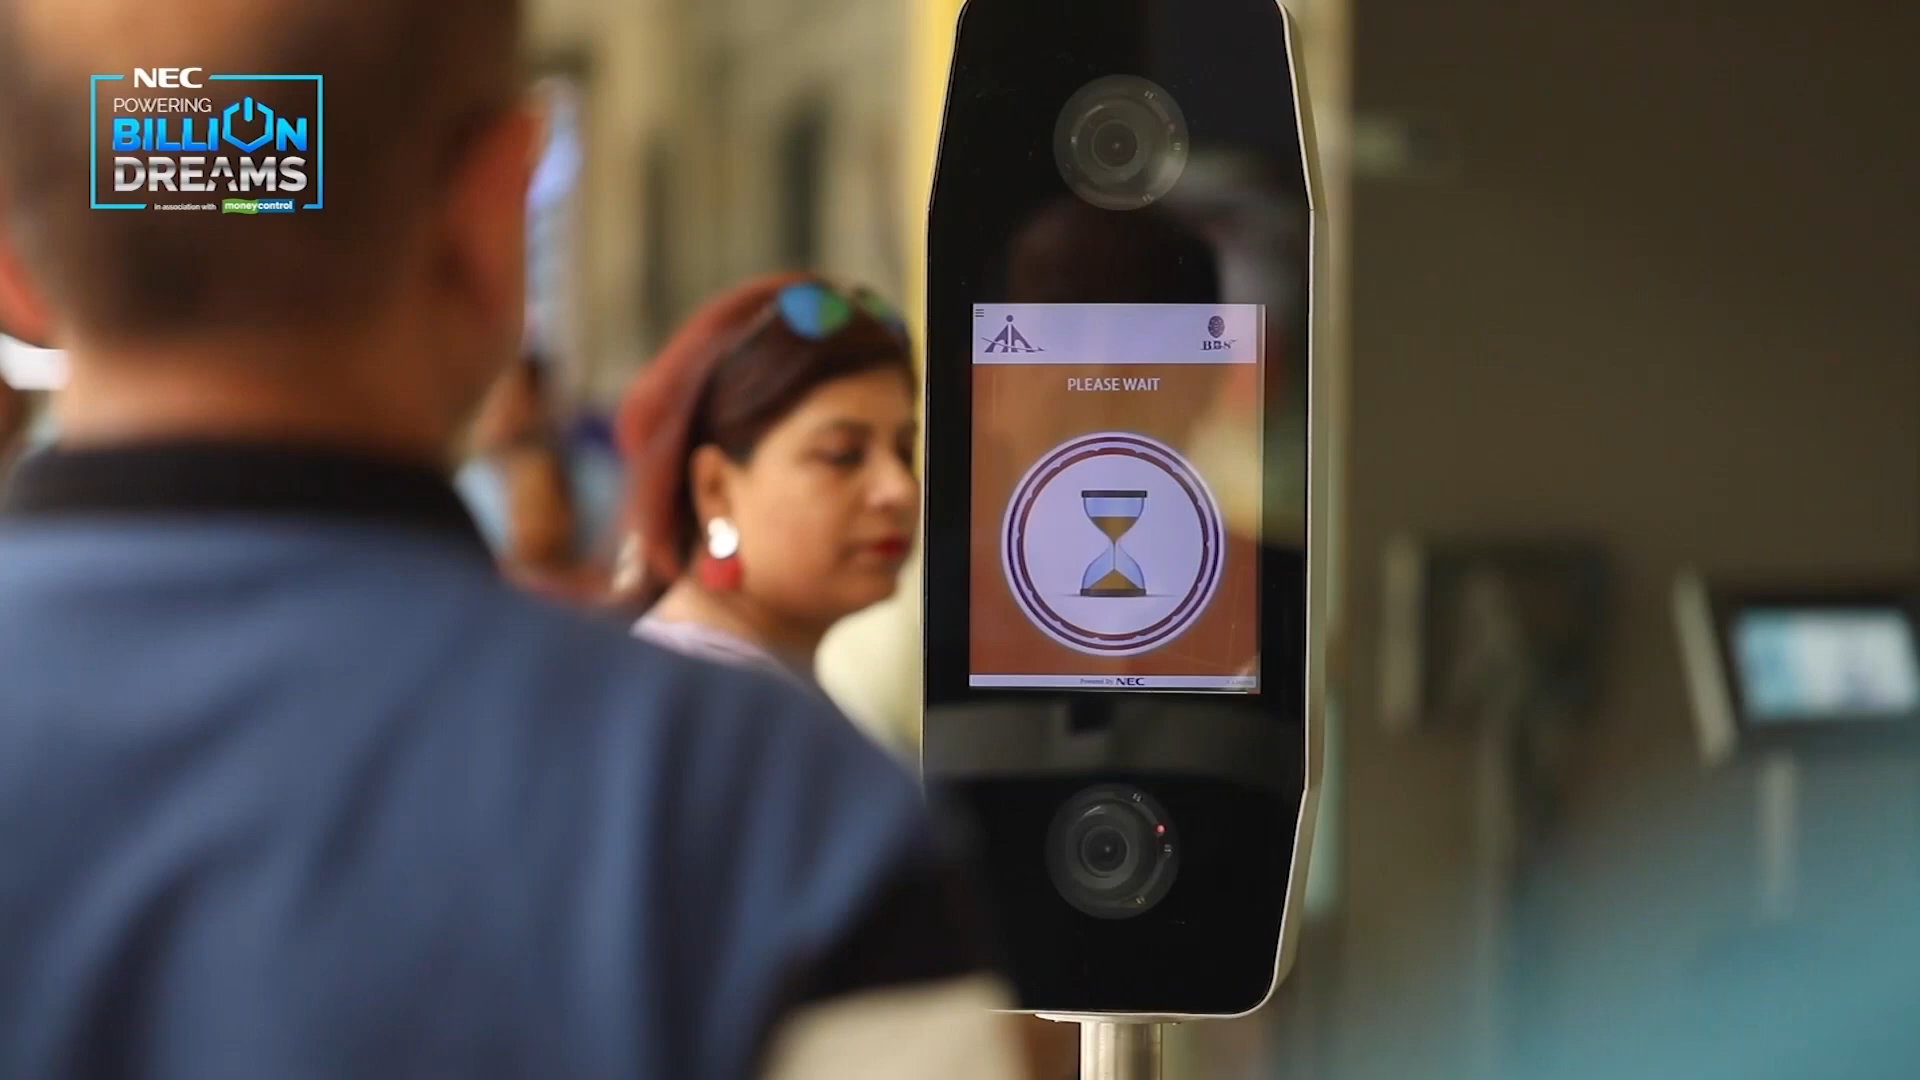 NEC
POWERING
BILLION
DREAMS
In association with moneycontrol
BBS
PLEASE WAIT
Powered By NEC